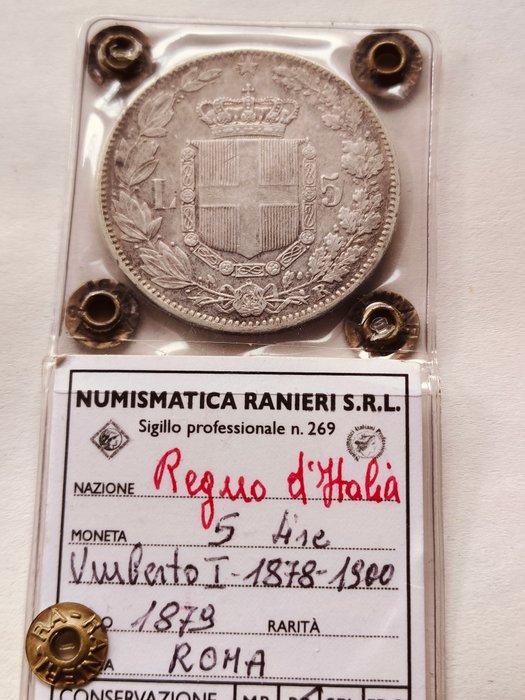 L 5
R
NUMISMATICA RANIERI S.R.L.
Sigillo professionale n. 269
NAZIONE Regno d'Italia
MONETA 5 Lire
Umberto I - 1878-1900
O 1879 RARITÀ
A ROMA
RANIERI
CONSERVAZIONE